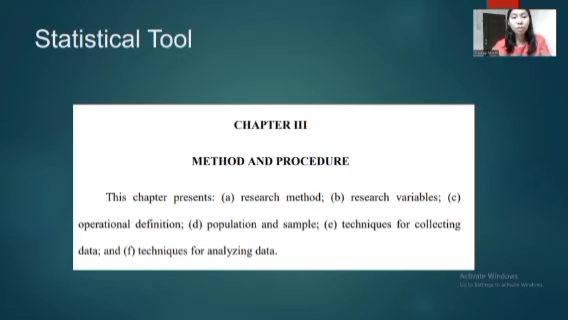 Statistical Tool
CHAPTER III
METHOD AND PROCEDURE
This chapter presents: (a) research method; (b) research variables; (c)
operational definition; (d) population and sample; (e) techniques for collecting
data; and (f) techniques for analyzing data.
Activate Windows
Go to Settings to activate Windows.